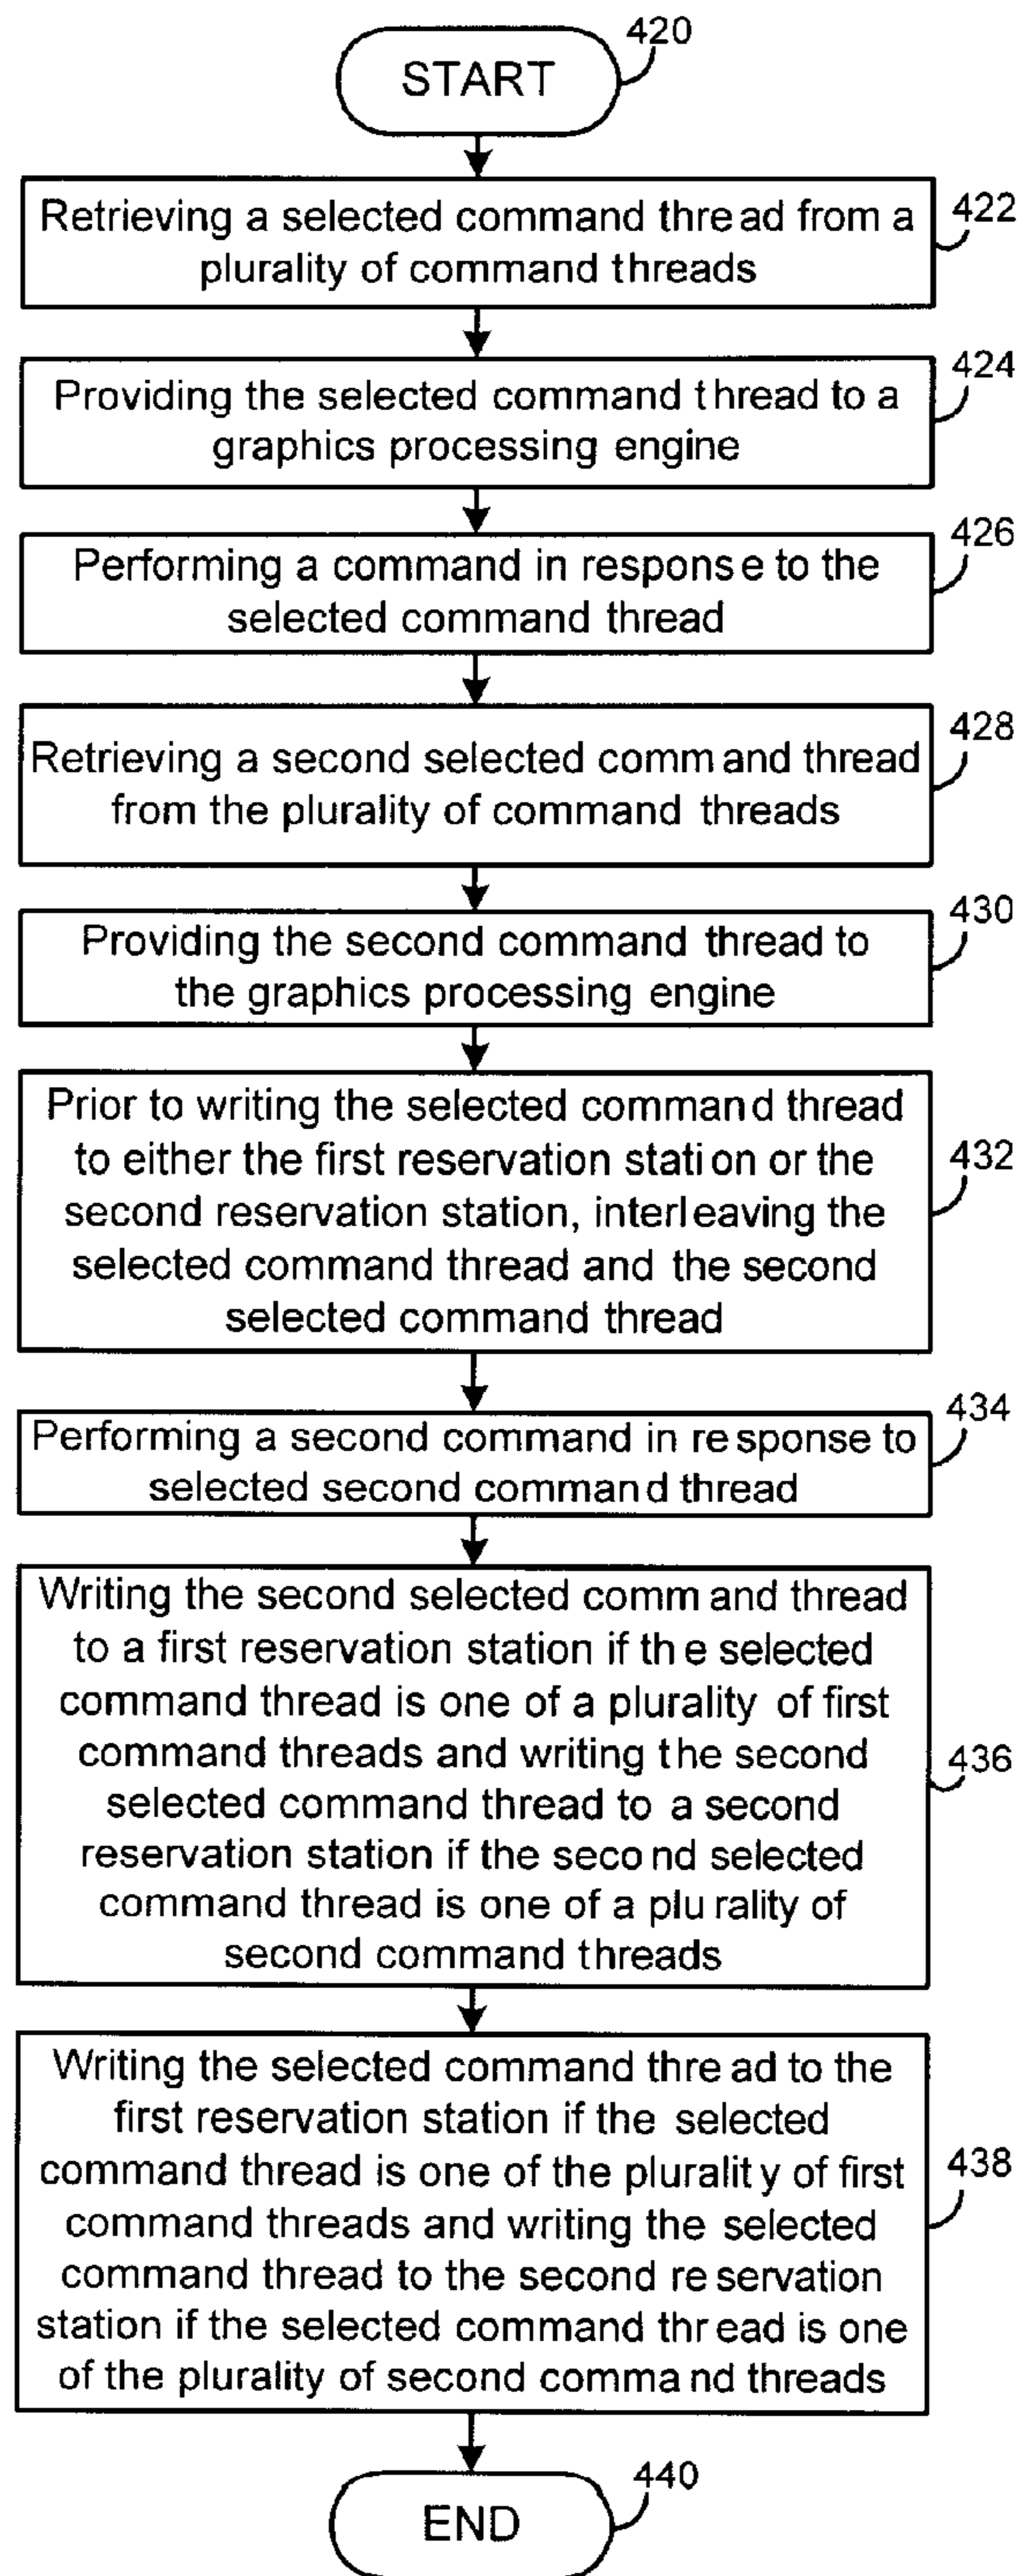 420
START
Retrieving a selected command thread from a
plurality of command threads
422
Providing the selected command thread to a
graphics processing engine
424
Performing a command in response to the
selected command thread
426
Retrieving a second selected command thread
from the plurality of command threads
428
Providing the second command thread to
the graphics processing engine
430
Prior to writing the selected command thread
to either the first reservation station or the
second reservation station, interleaving the
selected command thread and the second
selected command thread
432
Performing a second command in response to
selected second command thread
434
Writing the second selected command thread
to a first reservation station if the selected
command thread is one of a plurality of first
command threads and writing the second
selected command thread to a second
reservation station if the second selected
command thread is one of a plurality of
second command threads
436
Writing the selected command thread to the
first reservation station if the selected
command thread is one of the plurality of first
command threads and writing the selected
command thread to the second reservation
station if the selected command thread is one
of the plurality of second command threads
438
440
END